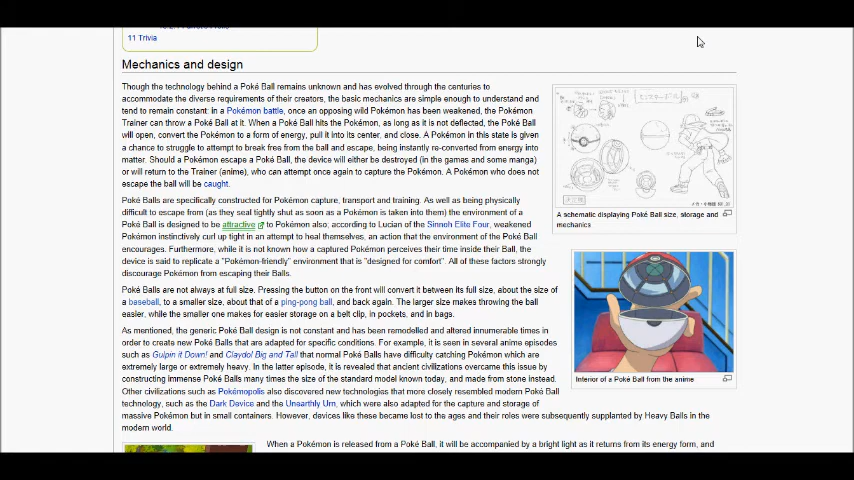 11 Trivia
Mechanics and design
Though the technology behind a Poké Ball remains unknown and has evolved through the centuries to
accommodate the diverse requirements of their creators, the basic mechanics are simple enough to understand and
tend to remain constant: in a Pokémon battle, once an opposing wild Pokémon has been weakened, the Pokémon
Trainer can throw a Poké Ball at it. When a Poké Ball hits the Pokémon, as long as it is not deflected, the Poké Ball
will open, convert the Pokémon to a form of energy, pull it into its center, and close. A Pokémon in this state is given
a chance to struggle to attempt to break free from the ball and escape, being instantly re-converted from energy into
matter. Should a Pokémon escape a Poké Ball, the device will either be destroyed (in the games and some manga)
or will return to the Trainer (anime), who can attempt once again to capture the Pokémon. A Pokémon who does not
escape the ball will be caught.
Poké Balls are specifically constructed for Pokémon capture, transport and training. As well as being physically
difficult to escape from (as they seal tightly shut as soon as a Pokémon is taken into them) the environment of a
Poké Ball is designed to be attractive to Pokémon also; according to Lucian of the Sinnoh Elite Four, weakened
Pokémon instinctively curl up tight in an attempt to heal themselves, an action that the environment of the Poké Ball
encourages. Furthermore, while it is not known how a captured Pokémon perceives their time inside their Ball, the
device is said to replicate a "Pokémon-friendly" environment that is "designed for comfort". All of these factors strongly
discourage Pokémon from escaping their Balls.
Poké Balls are not always at full size. Pressing the button on the front will convert it between its full size, about the size of
a baseball, to a smaller size, about that of a ping-pong ball, and back again. The larger size makes throwing the ball
easier, while the smaller one makes for easier storage on a belt clip, in pockets, and in bags.
As mentioned, the generic Poké Ball design is not constant and has been remodelled and altered innumerable times in
order to create new Poké Balls that are adapted for specific conditions. For example, it is seen in several anime episodes
such as Gulpin it Down! and Claydol Big and Tall that normal Poké Balls have difficulty catching Pokémon which are
extremely large or extremely heavy. In the latter episode, it is revealed that ancient civilizations overcame this issue by
constructing immense Poké Balls many times the size of the standard model known today, and made from stone instead.
Other civilizations such as Pokémopolis also discovered new technologies that more closely resembled modern Poké Ball
technology, such as the Dark Device and the Unearthly Urn, which were also adapted for the capture and storage of
massive Pokémon but in small containers. However, devices like these became lost to the ages and their roles were subsequently supplanted by Heavy Balls in the
modern world.
When a Pokémon is released from a Poké Ball, it will be accompanied by a bright light as it returns from its energy form, and
モンスターボール
A schematic displaying Poké Ball size, storage and
mechanics
Interior of a Poké Ball from the anime